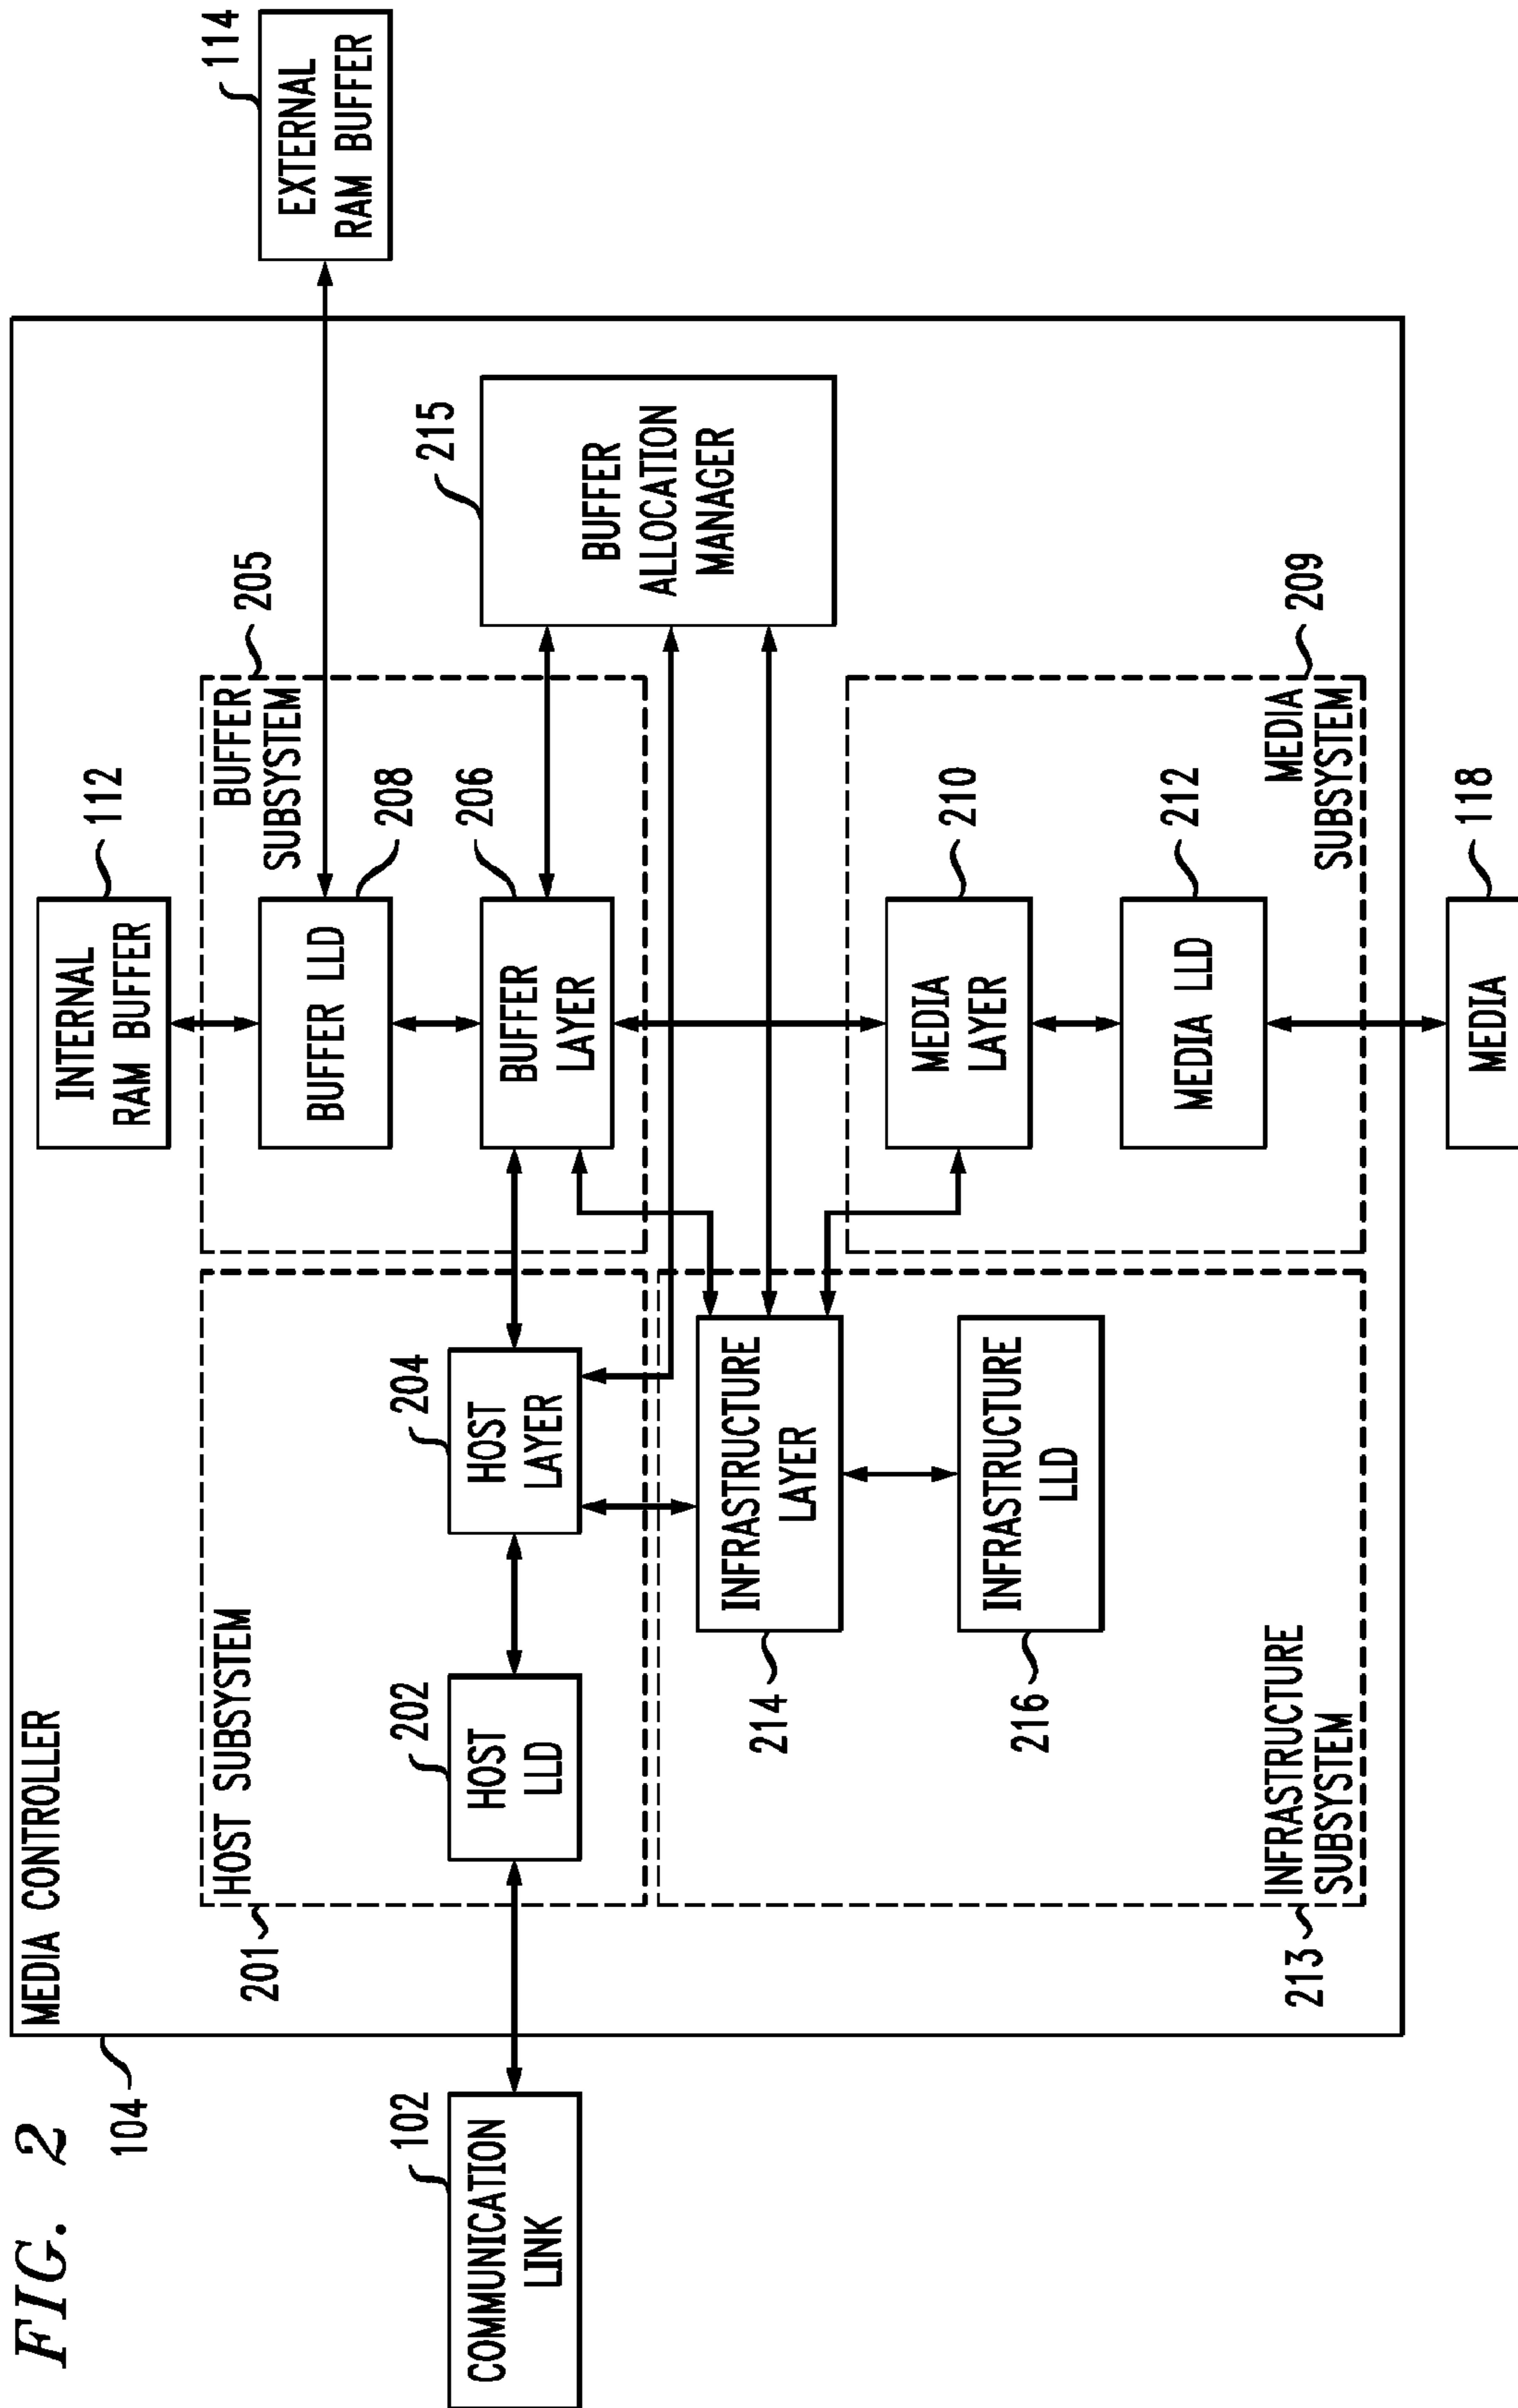 FIG. 2
MEDIA CONTROLLER
104
INTERNAL
RAM BUFFER
112
EXTERNAL
RAM BUFFER
114
HOST SUBSYSTEM
201
BUFFER
SUBSYSTEM
205
BUFFER LLD
208
COMMUNICATION
LINK
102
HOST
LLD
202
HOST
LAYER
204
BUFFER
LAYER
206
BUFFER
ALLOCATION
MANAGER
215
INFRASTRUCTURE
LAYER
214
INFRASTRUCTURE
LLD
216
INFRASTRUCTURE
SUBSYSTEM
213
MEDIA
LAYER
210
MEDIA LLD
212
MEDIA
SUBSYSTEM
209
MEDIA
118